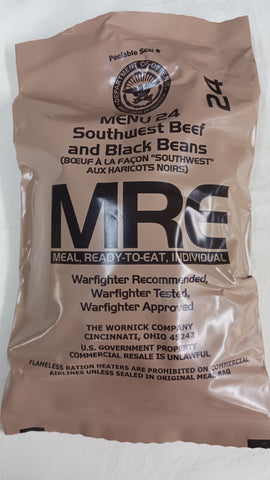 Peelable Seal
DEPARTMENT OF DEFENSE
24
MENU 24
Southwest Beef
and Black Beans
(BŒUF À LA FAÇON "SOUTHWEST"
AUX HARICOTS NOIRS)
MRE
MEAL, READY-TO-EAT, INDIVIDUAL
Warfighter Recommended,
Warfighter Tested,
Warfighter Approved
THE WORNICK COMPANY
CINCINNATI, OHIO 45242
U.S. GOVERNMENT PROPERTY
COMMERCIAL RESALE IS UNLAWFUL
FLAMELESS RATION HEATERS ARE PROHIBITED ON COMMERCIAL
AIRLINES UNLESS SEALED IN ORIGINAL MEAL BAG